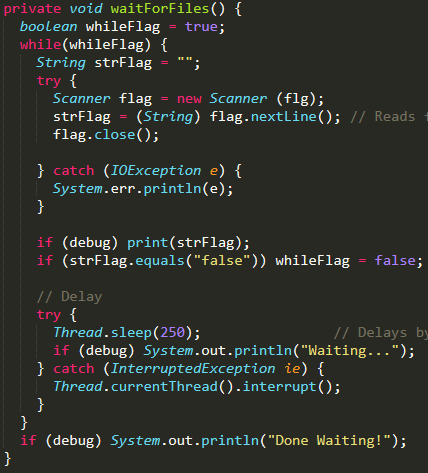 private void waitForFiles() {
boolean whileFlag = true;
while(whileFlag) {
String strFlag = "";
try {
Scanner flag = new Scanner (flg);
strFlag = (String) flag.nextLine(); // Reads
flag.close();
} catch (IOException e) {
System.err.println(e);
}
if (debug) print(strFlag);
if (strFlag.equals("false")) whileFlag = false;
// Delay
try {
Thread.sleep(250); // Delays by
if (debug) System.out.println("Waiting...");
} catch (InterruptedException ie) {
Thread.currentThread().interrupt();
}
}
if (debug) System.out.println("Done Waiting!");
}